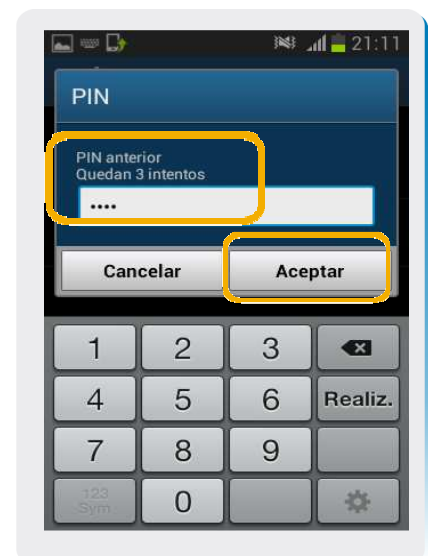 21:11
PIN
PIN anterior
Quedan 3 intentos
....
Cancelar Aceptar
1 2 3
4 5 6 Realiz.
7 8 9
123
Sym 0